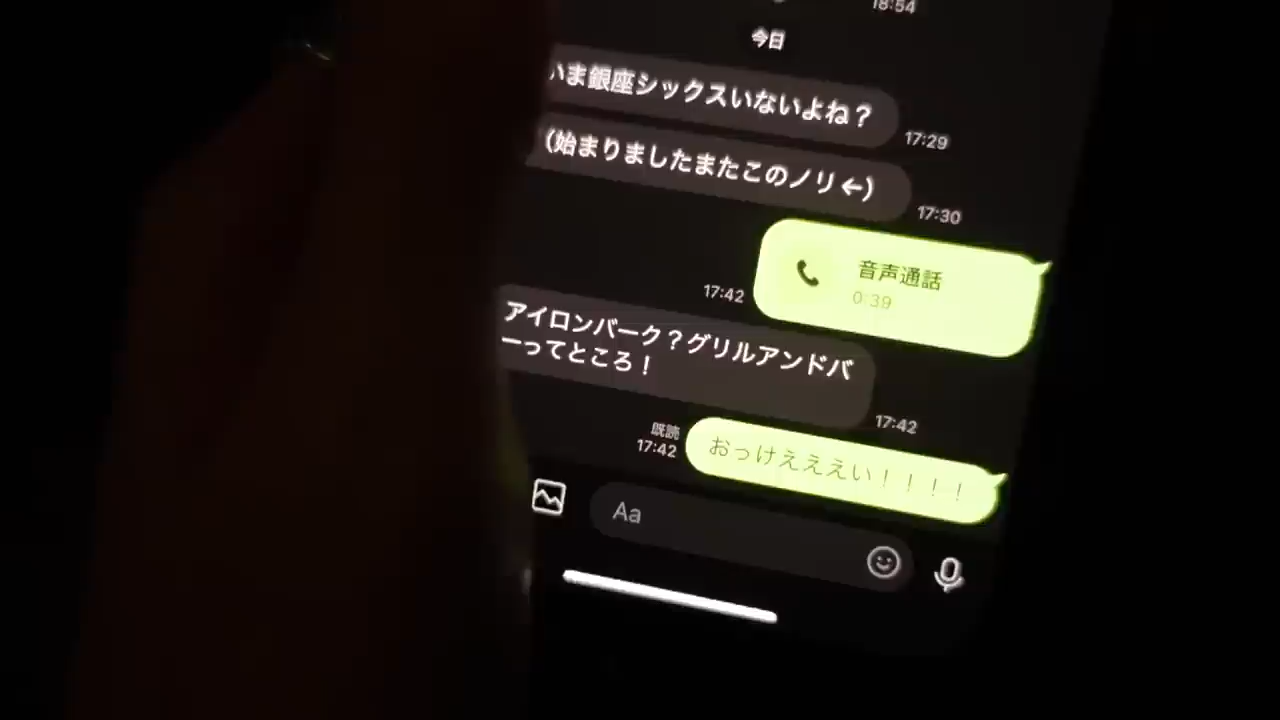 18:54
今日
いま銀座シックスいないよね？
17:29
（始まりましたまたこのノリ←）
17:30
音声通話
0:39
17:42
アイロンバーク？グリルアンドバ
ーってところ！
17:42
既読
17:42
おっけえええい！！！！
Aa